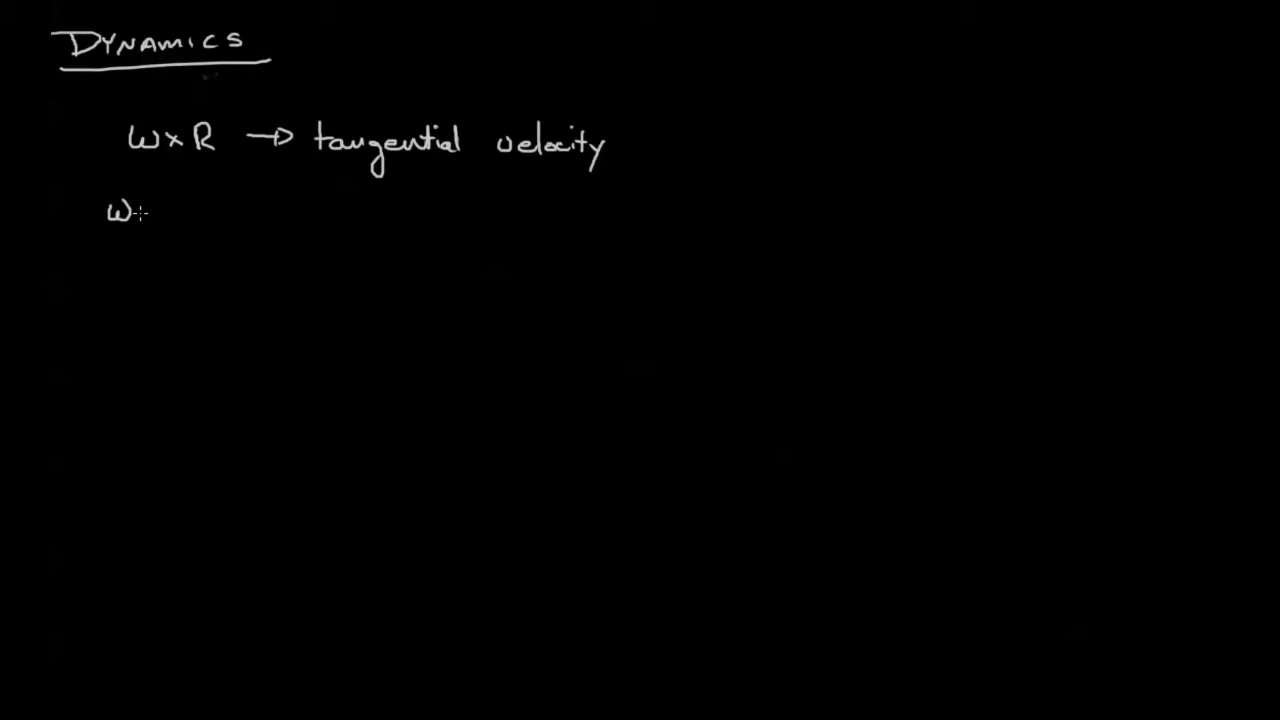 DYNAMICS
ω × R → tangential velocity
ω